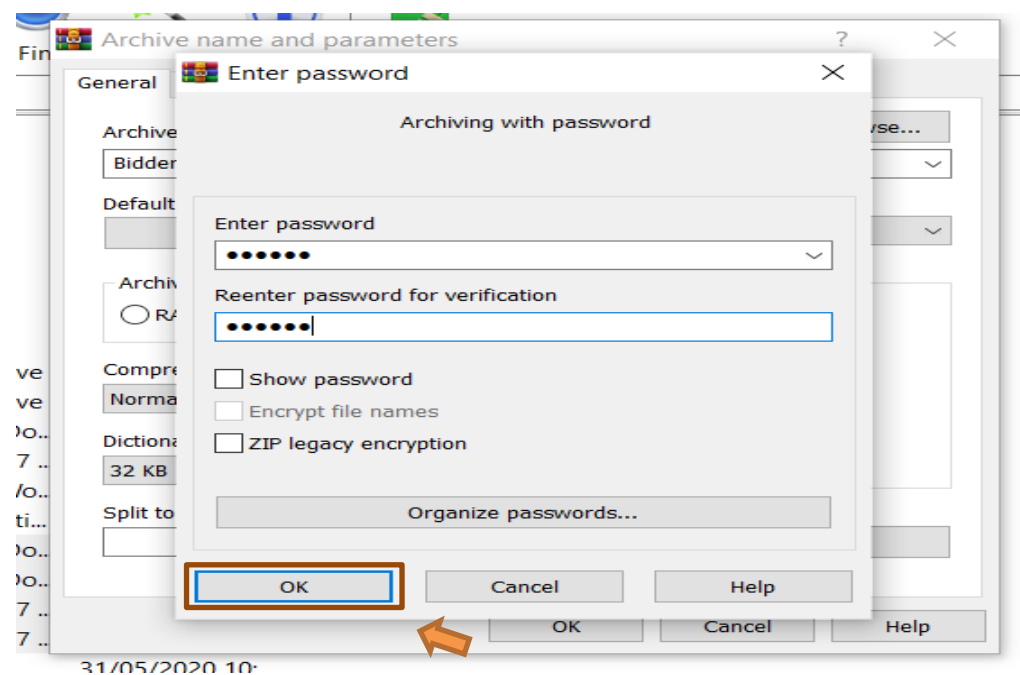 Archive name and parameters
?
Fin
Enter password
General
Archiving with password
Archive
se...
Bidder
Default
Enter password
●●●●●●
Archiv
Reenter password for verification
RA
●●●●●●
ve
Compre
Show password
ve
Norma
Encrypt file names
Do..
Dictiona
ZIP legacy encryption
7 ..
32 KB
/o..
Split to
Organize passwords...
ti...
Do..
Do..
OK
Cancel
Help
7 ..
OK
Cancel
Help
7 ..
31/05/2020 10: